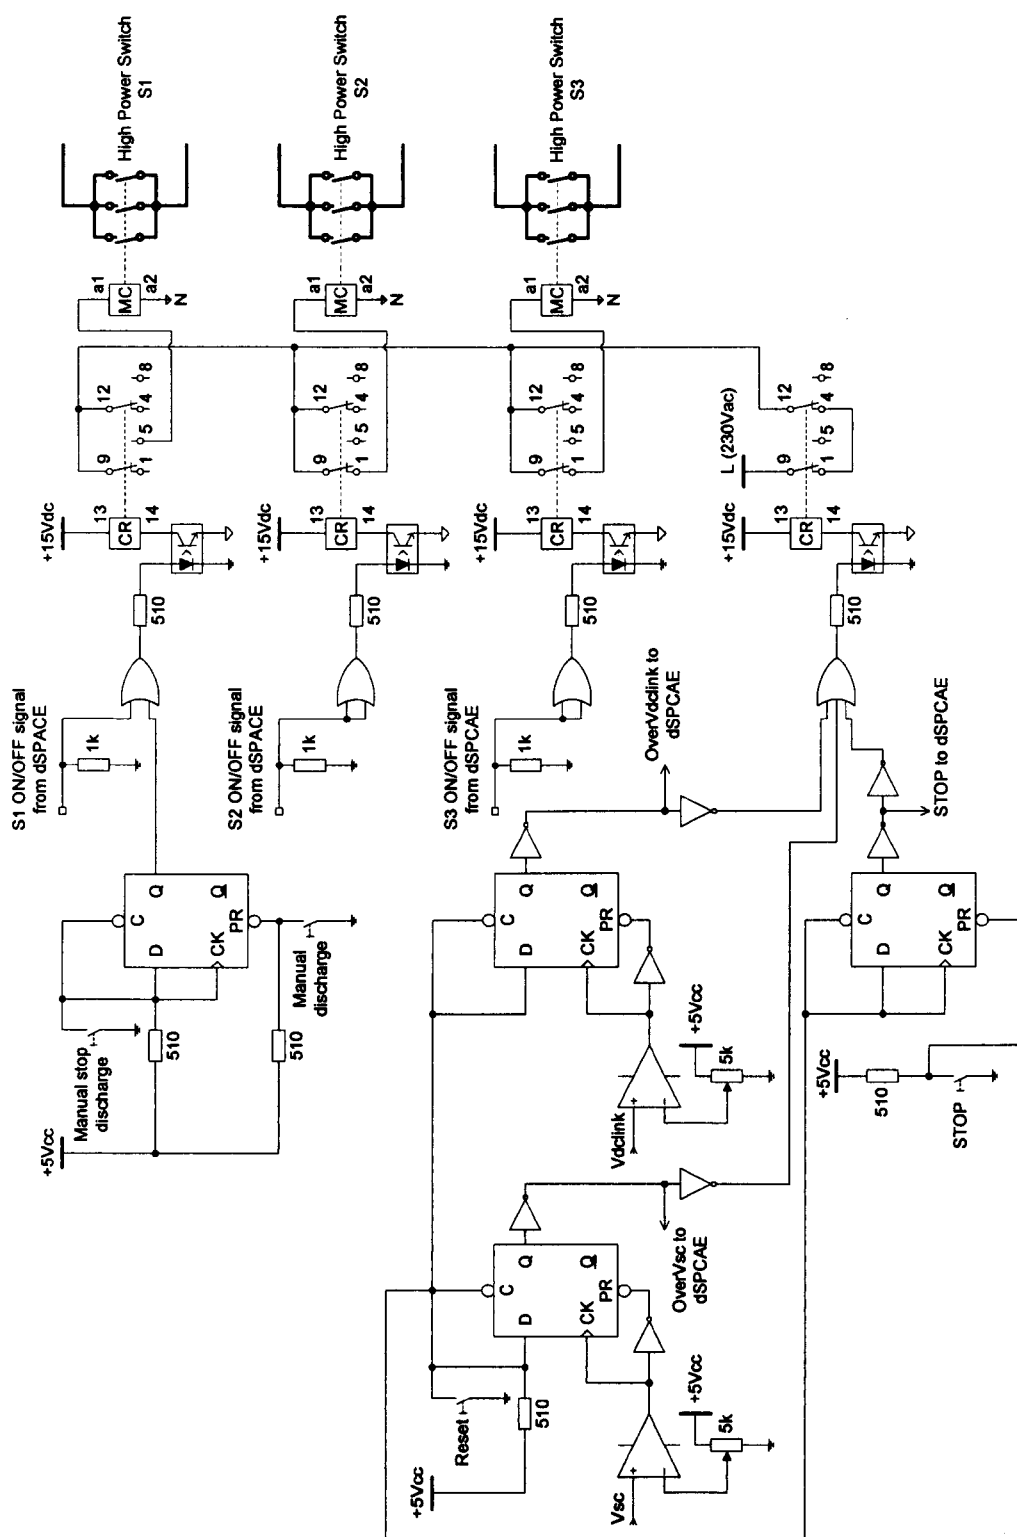 High Power Switch
S1
High Power Switch
S2
High Power Switch
S3
MC
a1
a2
N
MC
a1
a2
N
MC
a1
a2
N
9
12
1
5
4
8
9
12
1
5
4
8
9
12
1
5
4
8
L (230Vac)
9
12
1
5
4
8
+15Vdc
13
CR
14
+15Vdc
13
CR
14
+15Vdc
13
CR
14
+15Vdc
13
CR
14
510
510
510
510
S1 ON/OFF signal
from dSPACE
1k
S2 ON/OFF signal
from dSPACE
1k
S3 ON/OFF signal
from dSPCAE
1k
OverVdclink to
dSPCAE
STOP to dSPCAE
C
D
Q
CK
PR
Q
Manual stop
discharge
510
510
Manual
discharge
+5Vcc
C
D
Q
CK
PR
Q
Vdclink
+
–
+5Vcc
5k
C
D
Q
CK
PR
Q
+5Vcc
510
STOP
C
D
Q
CK
PR
Q
OverVsc to
dSPCAE
Reset
510
+5Vcc
Vsc
+
–
+5Vcc
5k